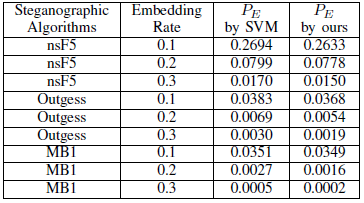 Steganographic Algorithms Embedding Rate P_E by SVM P_E by ours
nsF5 0.1 0.2694 0.2633
nsF5 0.2 0.0799 0.0778
nsF5 0.3 0.0170 0.0150
Outgess 0.1 0.0383 0.0368
Outgess 0.2 0.0069 0.0054
Outgess 0.3 0.0030 0.0019
MB1 0.1 0.0351 0.0349
MB1 0.2 0.0027 0.0016
MB1 0.3 0.0005 0.0002